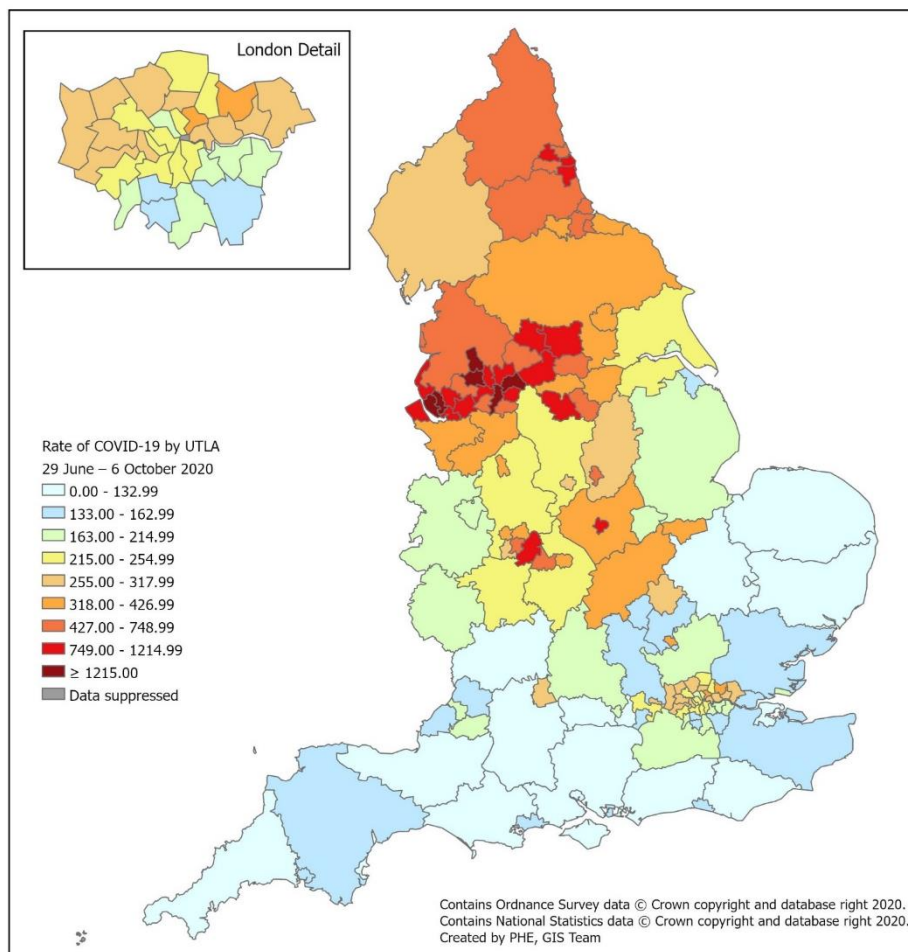 London Detail
Rate of COVID-19 by UTLA
29 June – 6 October 2020
0.00 - 132.99
133.00 - 162.99
163.00 - 214.99
215.00 - 254.99
255.00 - 317.99
318.00 - 426.99
427.00 - 748.99
749.00 - 1214.99
≥ 1215.00
Data suppressed
Contains Ordnance Survey data © Crown copyright and database right 2020.
Contains National Statistics data © Crown copyright and database right 2020.
Created by PHE, GIS Team